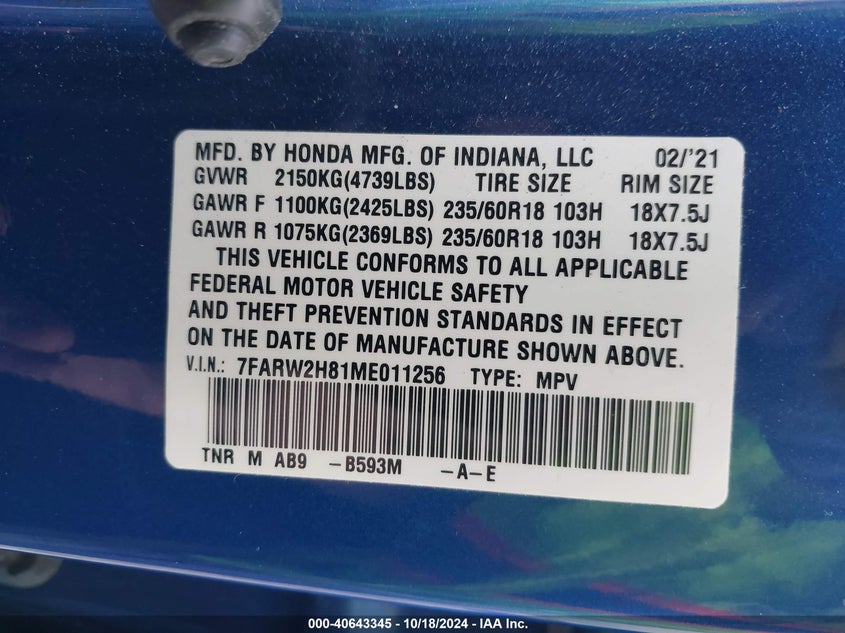 MFD. BY HONDA MFG. OF INDIANA, LLC 02/'21
GVWR 2150KG(4739LBS) TIRE SIZE RIM SIZE
GAWR F 1100KG(2425LBS) 235/60R18 103H 18X7.5J
GAWR R 1075KG(2369LBS) 235/60R18 103H 18X7.5J
THIS VEHICLE CONFORMS TO ALL APPLICABLE
FEDERAL MOTOR VEHICLE SAFETY
AND THEFT PREVENTION STANDARDS IN EFFECT
ON THE DATE OF MANUFACTURE SHOWN ABOVE.
V.I.N.: 7FARW2H81ME011256 TYPE: MPV
TNR M AB9 -B593M -A-E
000-40643345 - 10/18/2024 - IAA Inc.